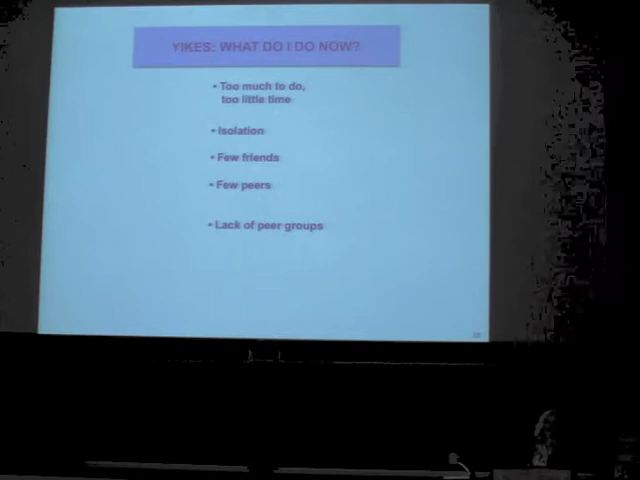 YIKES: WHAT DO I DO NOW?
• Too much to do,
too little time
• Isolation
• Few friends
• Few peers
• Lack of peer groups